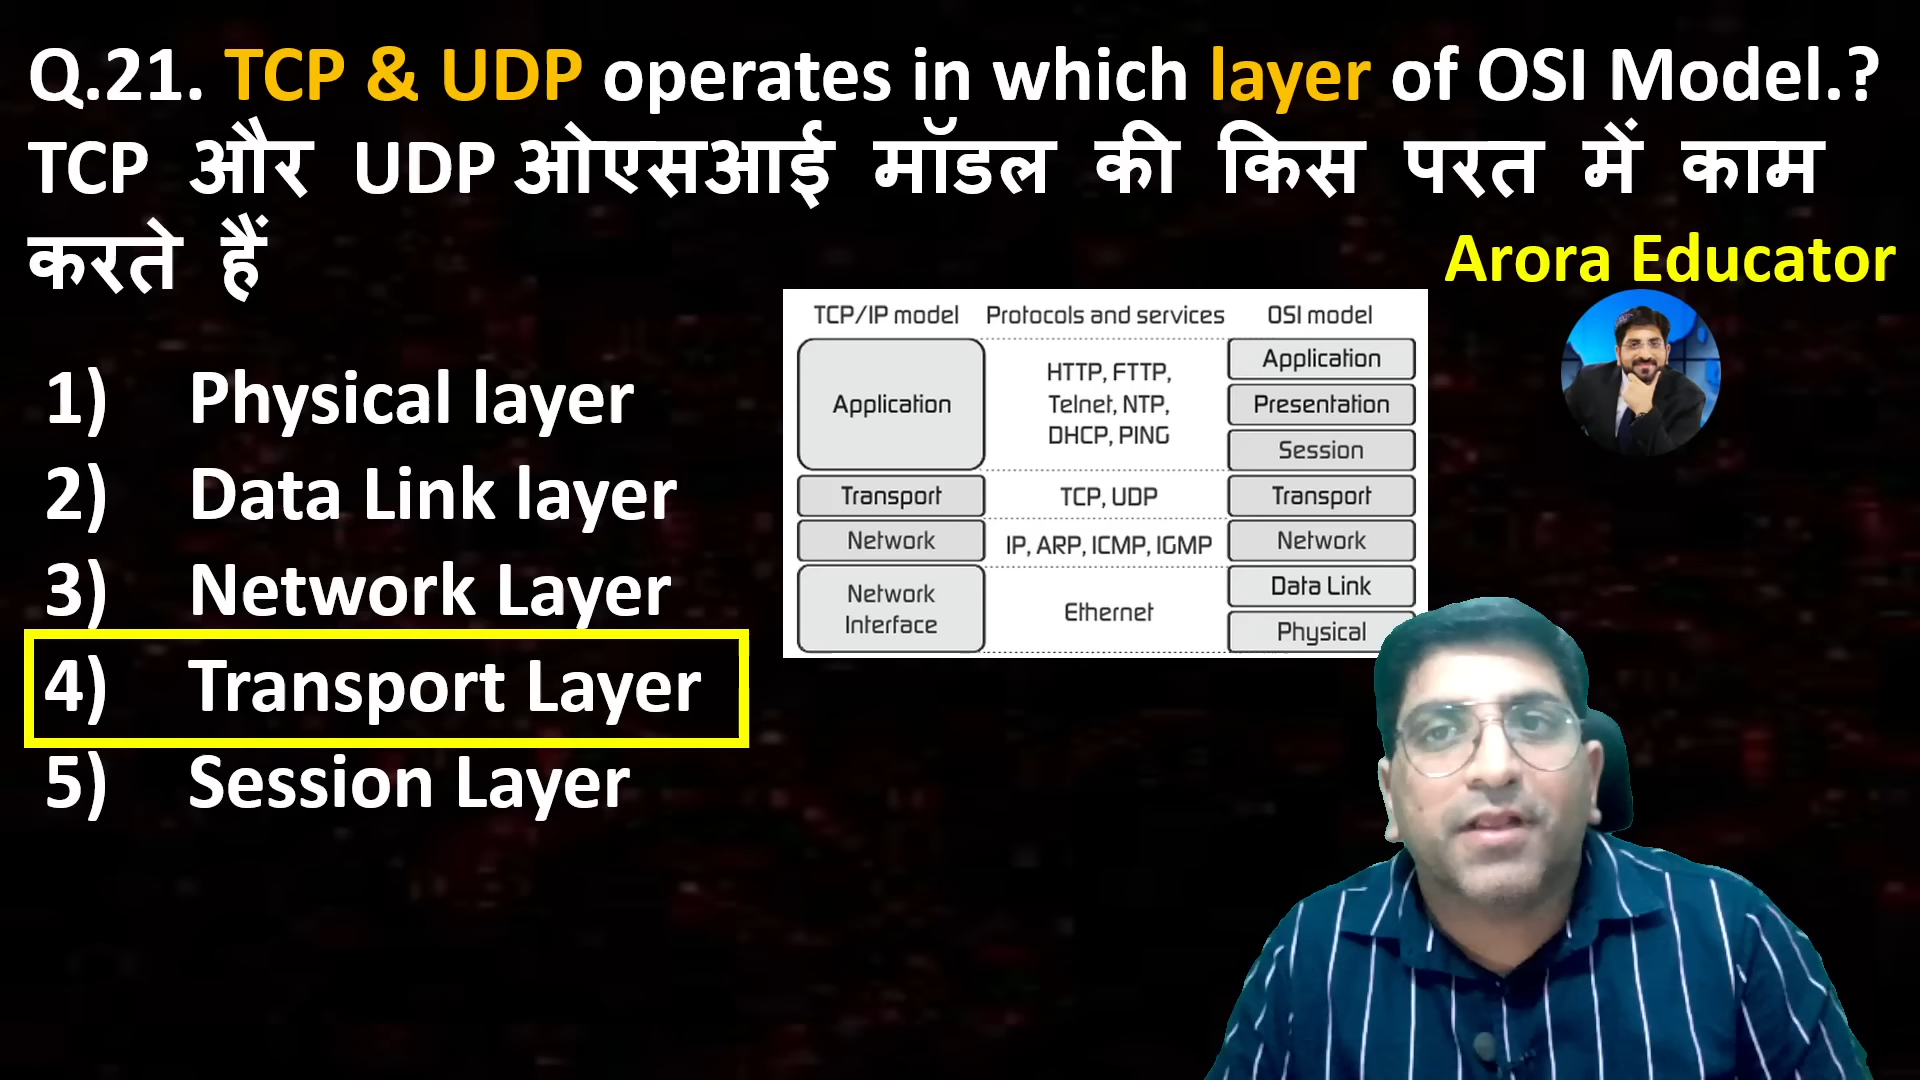 Q.21. TCP & UDP operates in which layer of OSI Model.?
TCP और UDP ओएसआई मॉडल की किस परत में काम
करते हैं
Arora Educator
1) Physical layer
2) Data Link layer
3) Network Layer
4) Transport Layer
5) Session Layer
TCP/IP model Protocols and services OSI model
Application
HTTP, FTTP,
Telnet, NTP,
DHCP, PING
Application
Presentation
Session
Transport TCP, UDP Transport
Network IP, ARP, ICMP, IGMP Network
Network
Interface
Ethernet
Data Link
Physical